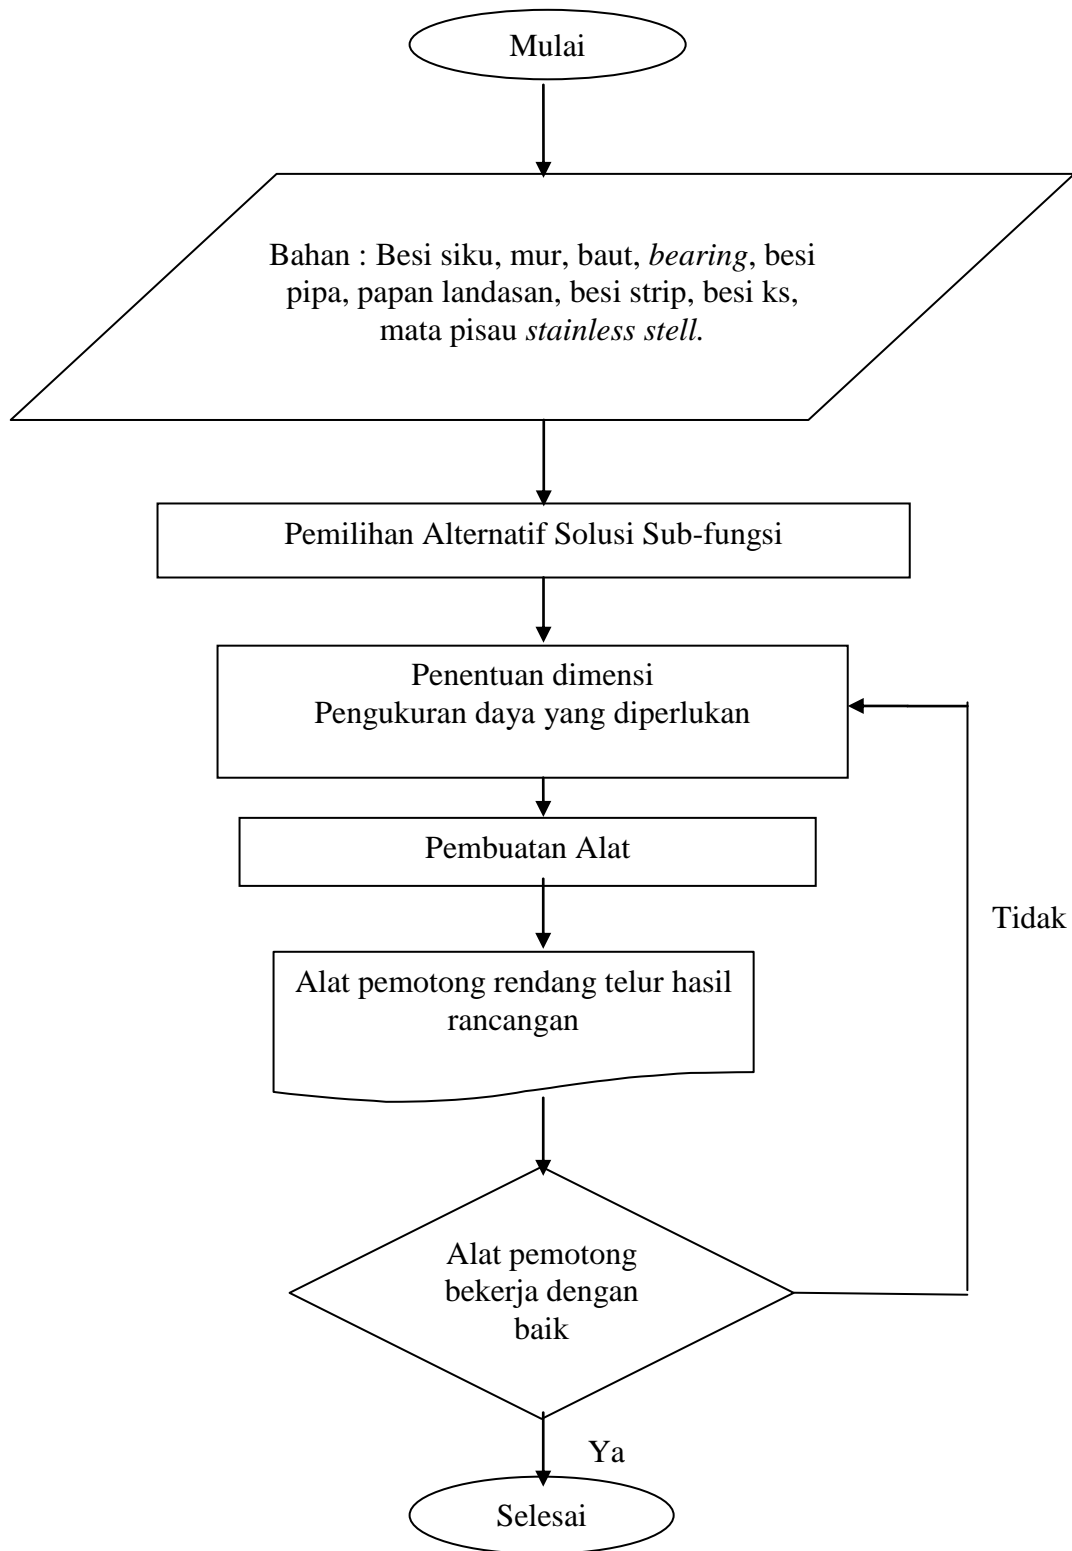 Mulai
Bahan : Besi siku, mur, baut, bearing, besi
pipa, papan landasan, besi strip, besi ks,
mata pisau stainless stell.
Pemilihan Alternatif Solusi Sub-fungsi
Penentuan dimensi
Pengukuran daya yang diperlukan
Pembuatan Alat
Tidak
Alat pemotong rendang telur hasil
rancangan
Alat pemotong
bekerja dengan
baik
Ya
Selesai